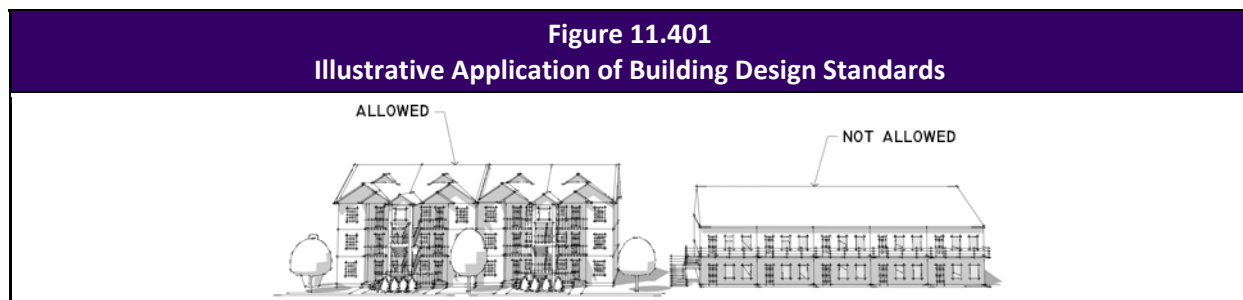 Figure 11.401
Illustrative Application of Building Design Standards
ALLOWED
NOT ALLOWED